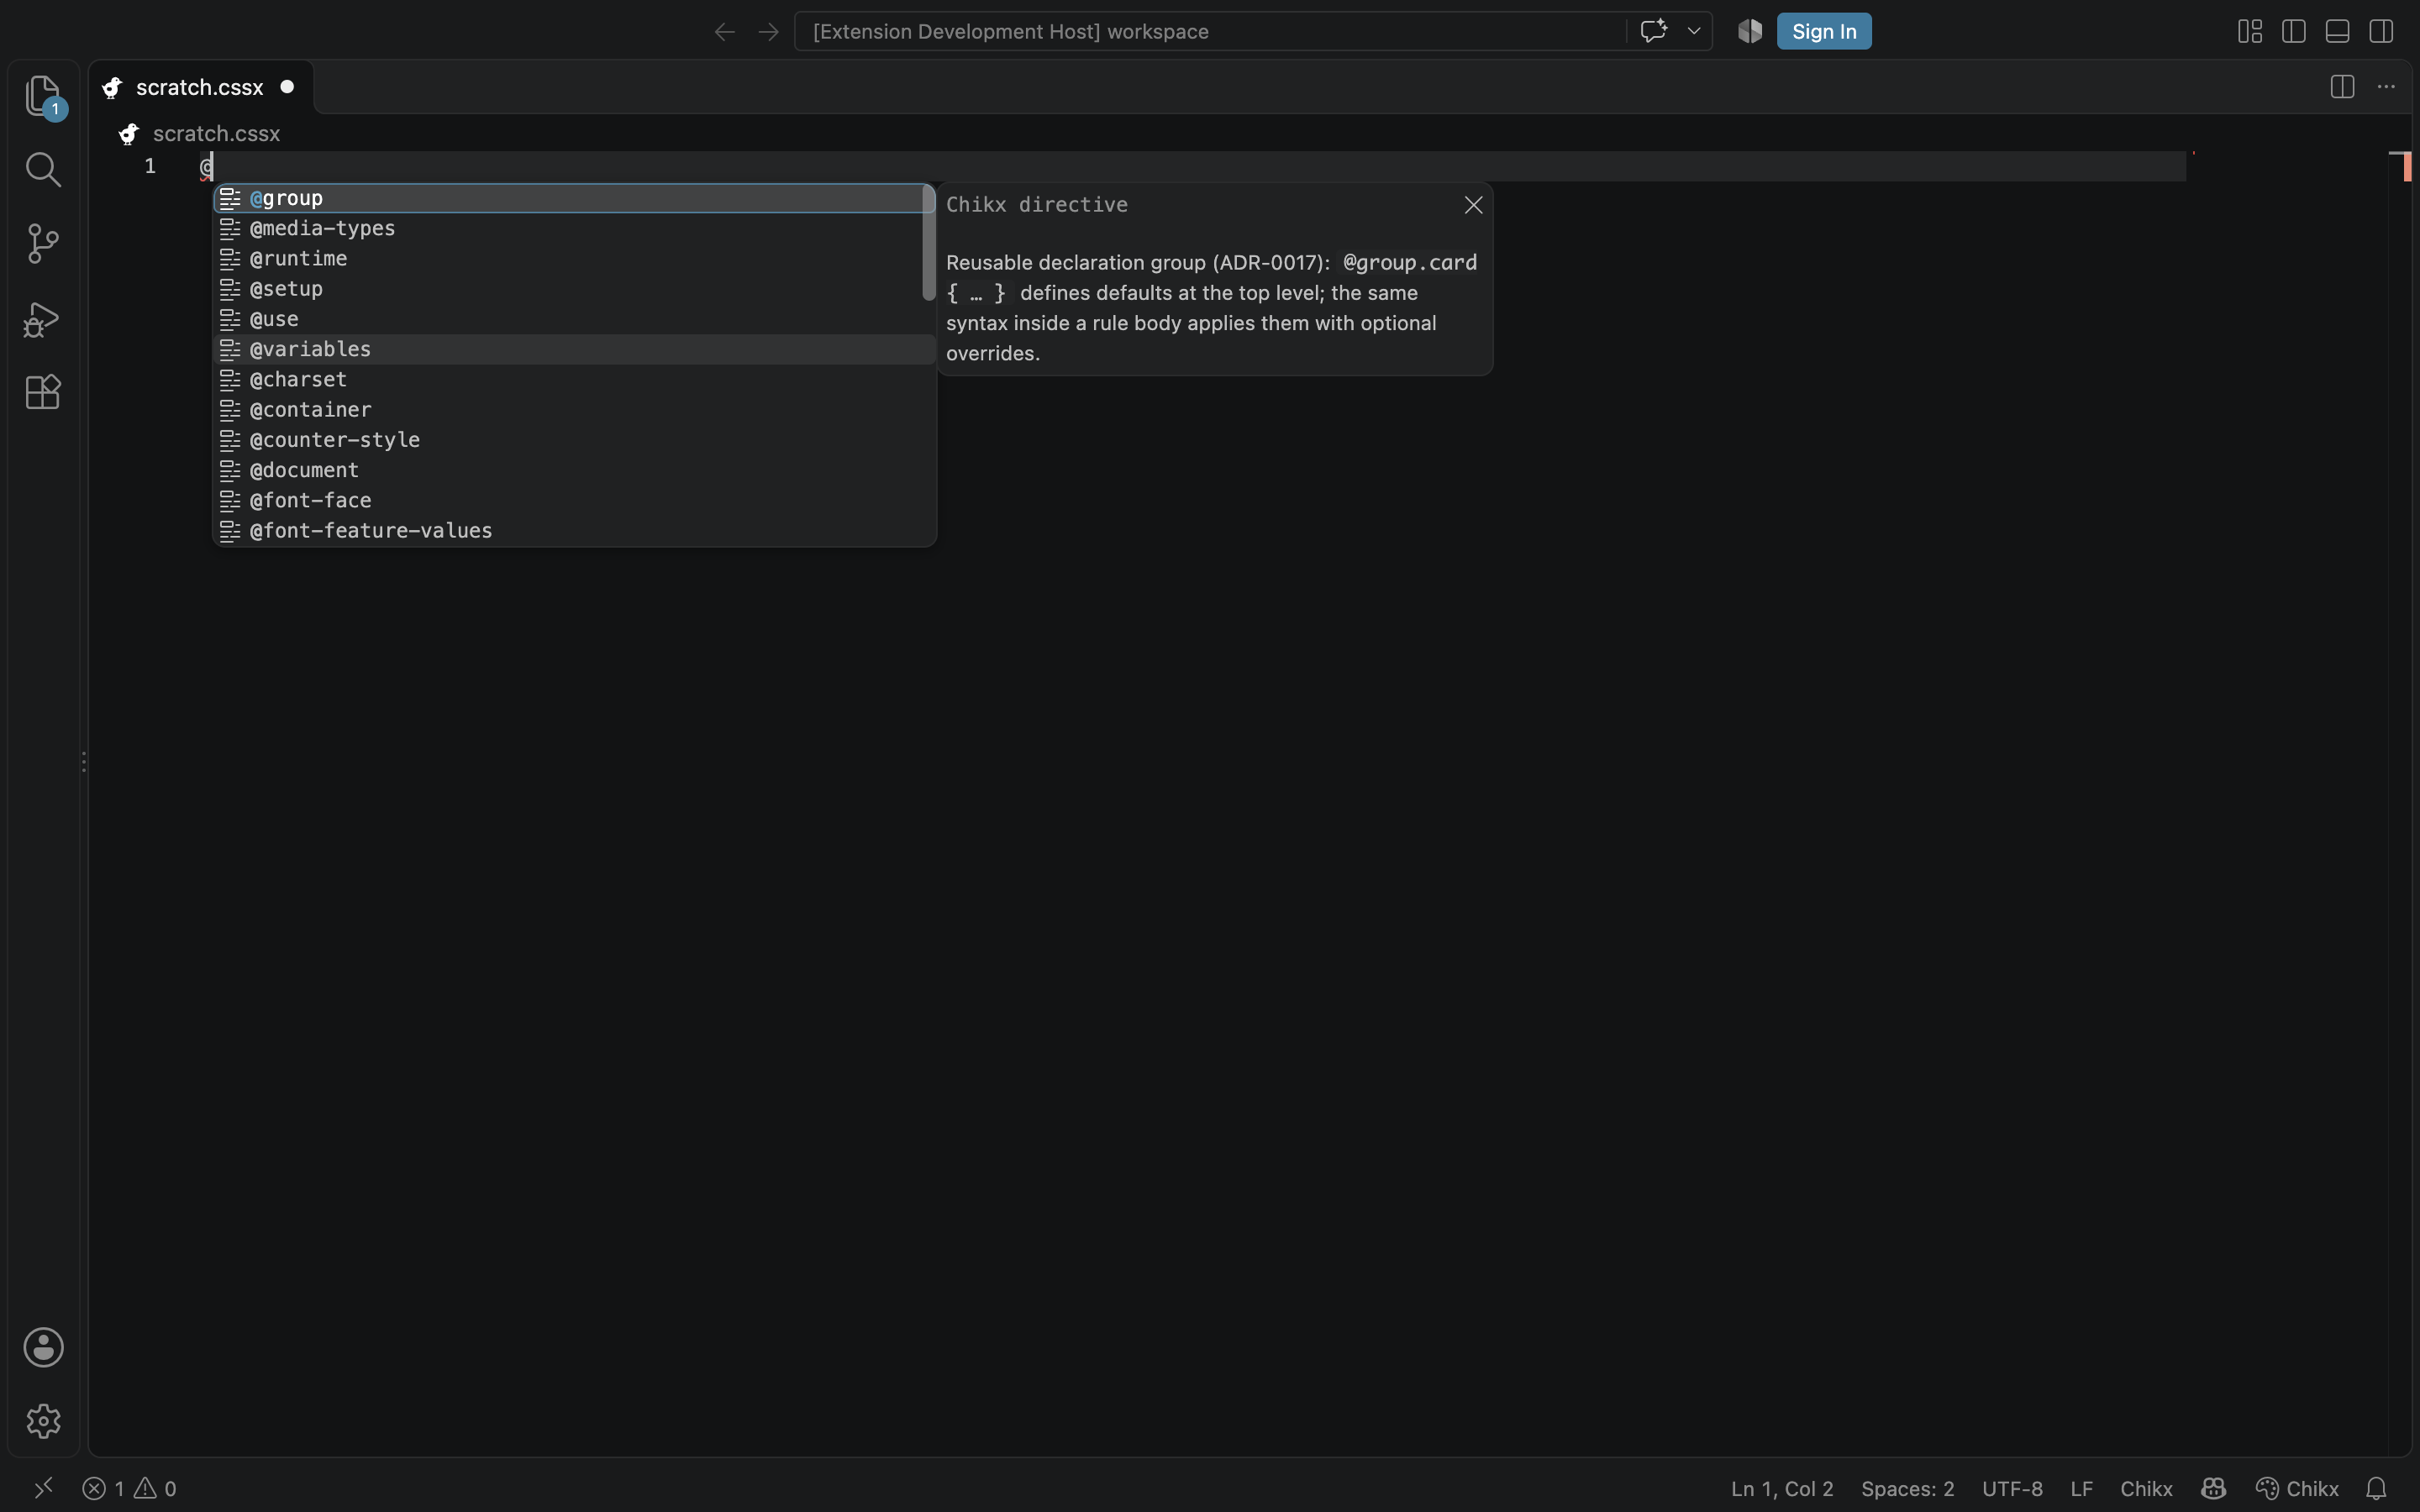 [Extension Development Host] workspace
Sign In
1
scratch.cssx
scratch.cssx
1 @
@group
@media-types
@runtime
@setup
@use
@variables
@charset
@container
@counter-style
@document
@font-face
@font-feature-values
Chikx directive
Reusable declaration group (ADR-0017): @group.card
{ … } defines defaults at the top level; the same
syntax inside a rule body applies them with optional
overrides.
1 0
Ln 1, Col 2 Spaces: 2 UTF-8 LF Chikx Chikx